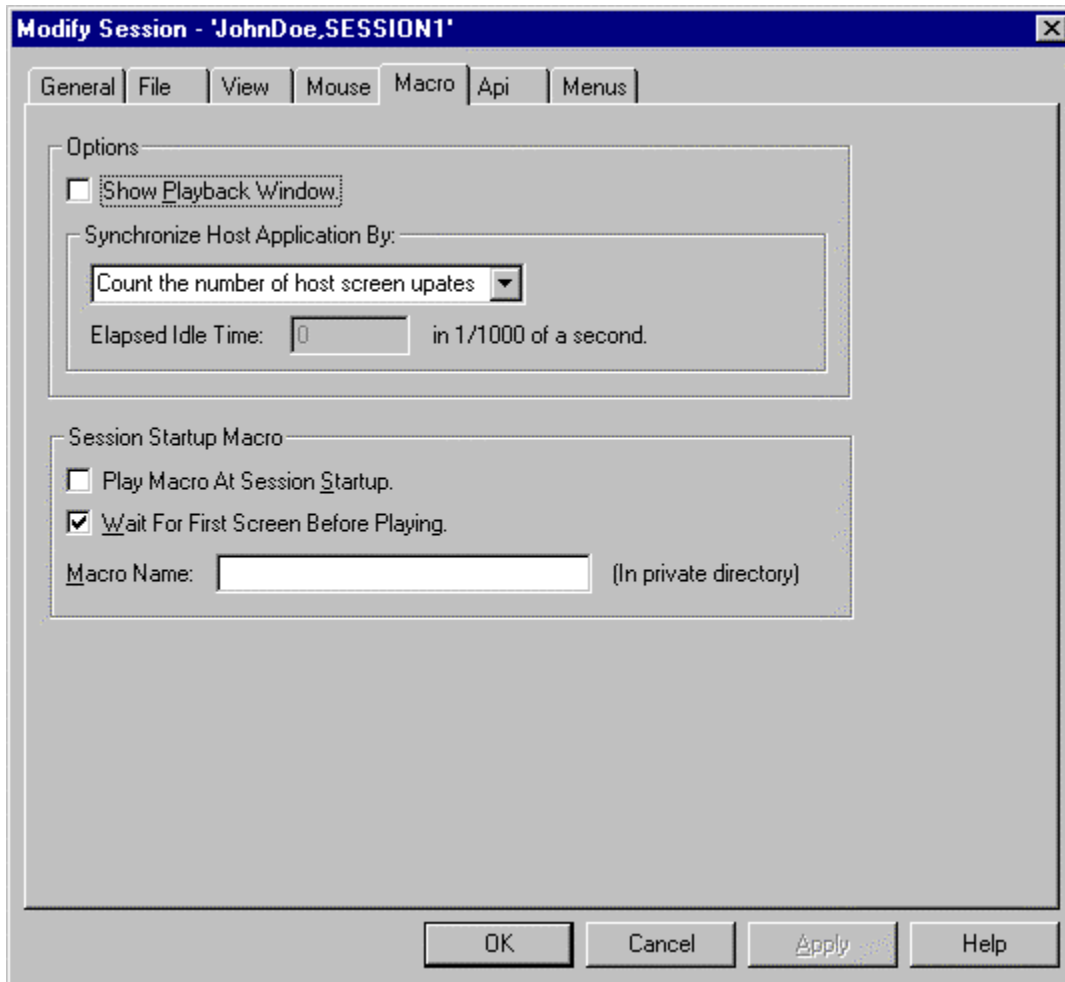 Modify Session - 'JohnDoe,SESSION1'
General File View Mouse Macro Api Menus
Options
Show Playback Window.
Synchronize Host Application By:
Count the number of host screen upates
Elapsed Idle Time: 0 in 1/1000 of a second.
Session Startup Macro
Play Macro At Session Startup.
Wait For First Screen Before Playing.
Macro Name: (In private directory)
OK Cancel Apply Help